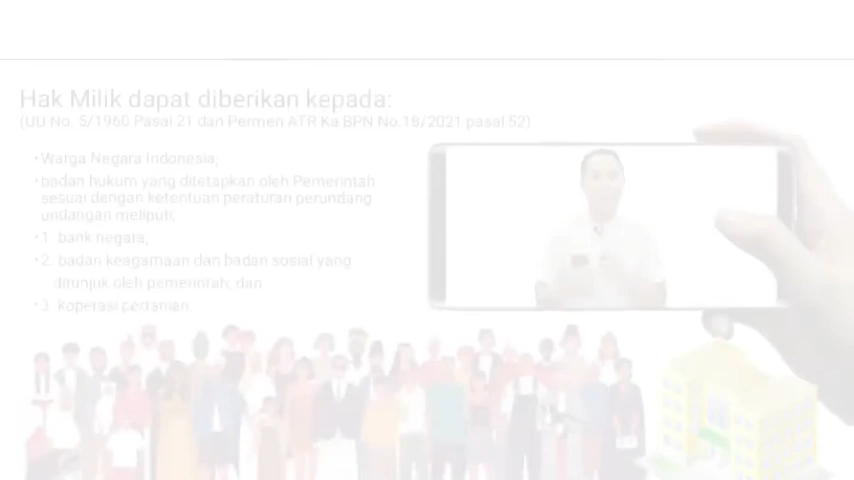 Hak Milik dapat diberikan kepada:
(UU No. 5/1960 Pasal 21 dan Permen ATR Ka BPN No.18/2021 pasal 52)
• Warga Negara Indonesia;
• badan hukum yang ditetapkan oleh Pemerintah
sesuai dengan ketentuan peraturan perundang
undangan meliputi;
• 1. bank negara;
• 2. badan keagamaan dan badan sosial yang
ditunjuk oleh pemerintah; dan
• 3. koperasi pertanian.